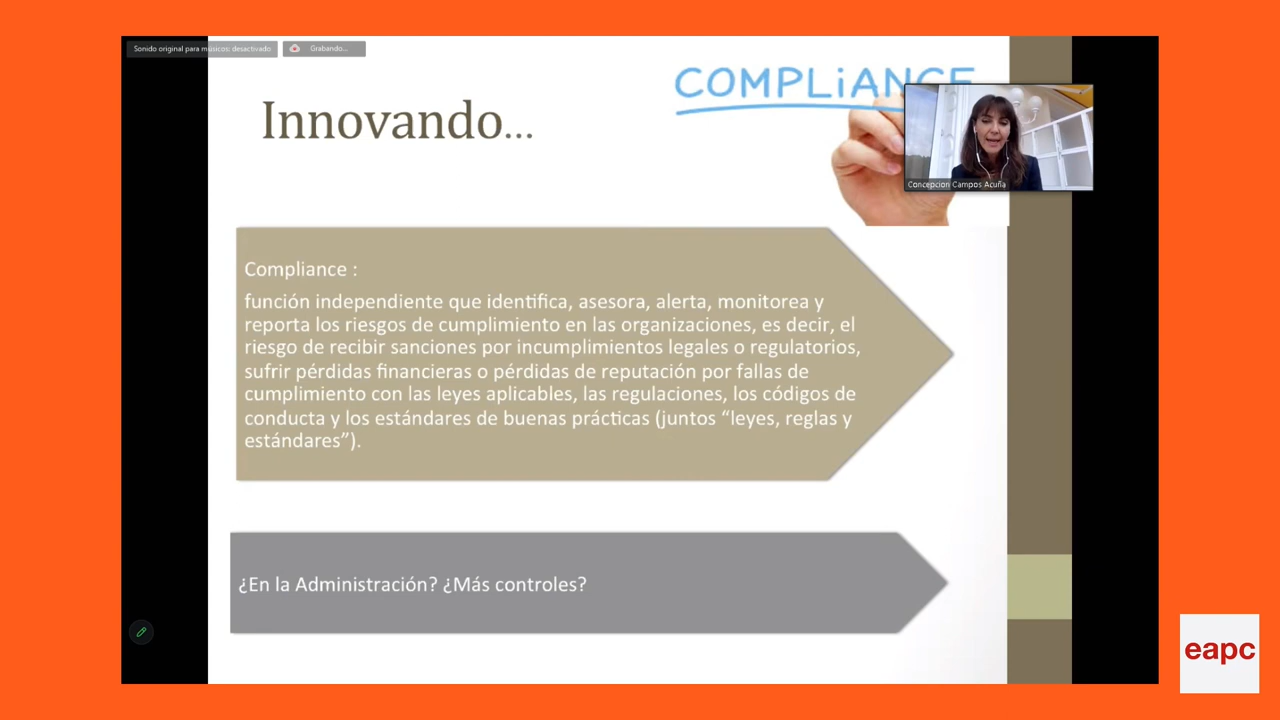 Sonido original para músicos: desactivado
Grabando...
COMPLiANCE
Innovando...
Concepcion Campos Acuña
Compliance :
función independiente que identifica, asesora, alerta, monitorea y
reporta los riesgos de cumplimiento en las organizaciones, es decir, el
riesgo de recibir sanciones por incumplimientos legales o regulatorios,
sufrir pérdidas financieras o pérdidas de reputación por fallas de
cumplimiento con las leyes aplicables, las regulaciones, los códigos de
conducta y los estándares de buenas prácticas (juntos “leyes, reglas y
estándares”).
¿En la Administración? ¿Más controles?
eapc